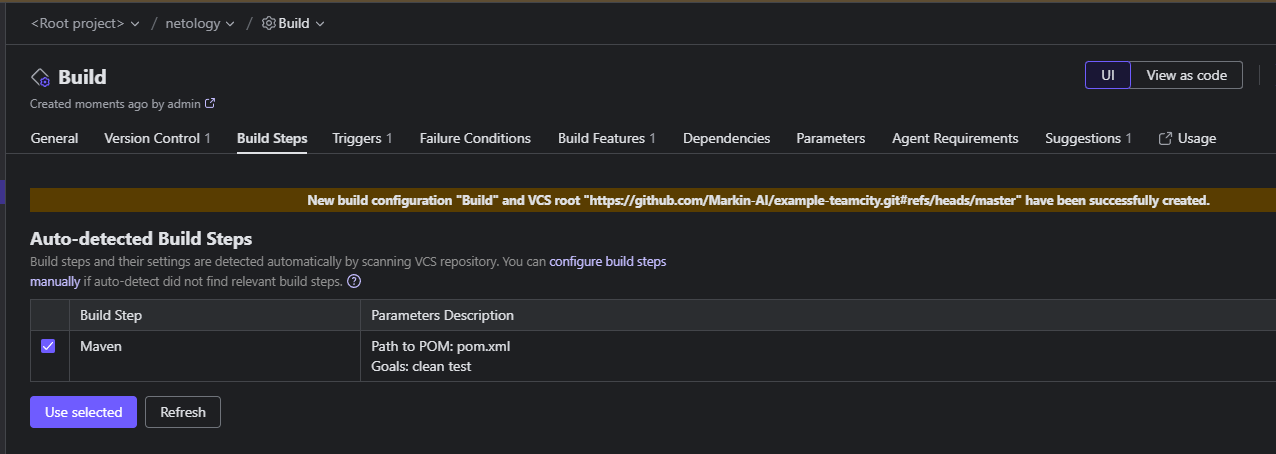 <Root project> / netology / Build
Build
UI View as code
Created moments ago by admin
General Version Control 1 Build Steps Triggers 1 Failure Conditions Build Features 1 Dependencies Parameters Agent Requirements Suggestions 1 Usage
New build configuration "Build" and VCS root "https://github.com/Markin-AI/example-teamcity.git#refs/heads/master" have been successfully created.
Auto-detected Build Steps
Build steps and their settings are detected automatically by scanning VCS repository. You can configure build steps
manually if auto-detect did not find relevant build steps. ?
Build Step Parameters Description
Maven Path to POM: pom.xml
Goals: clean test
Use selected Refresh